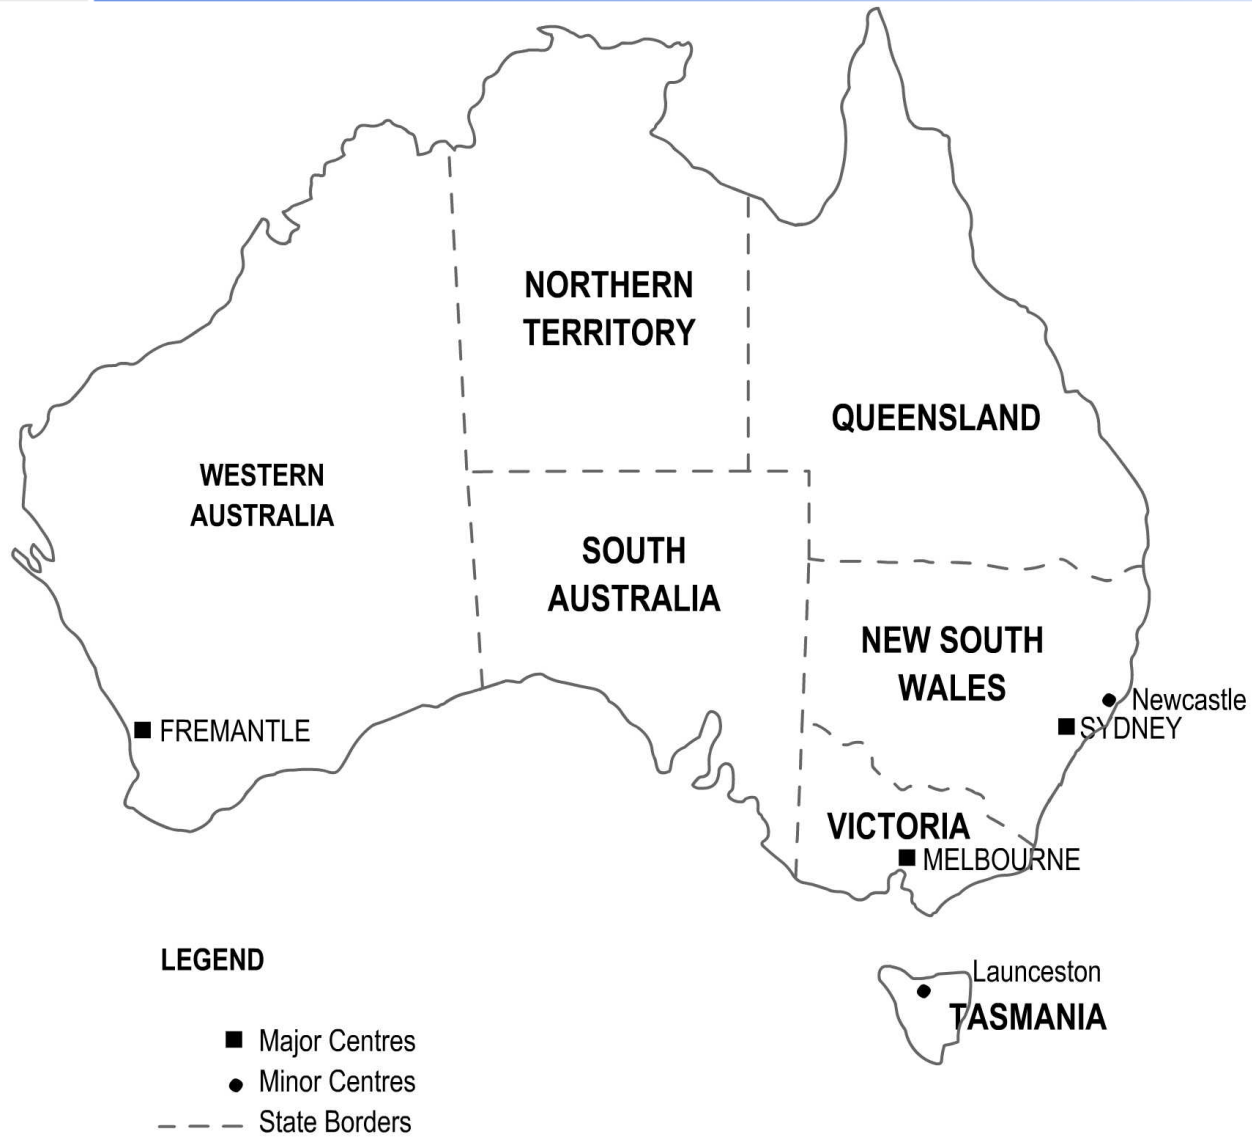 NORTHERN
TERRITORY
QUEENSLAND
WESTERN
AUSTRALIA
SOUTH
AUSTRALIA
NEW SOUTH
WALES
Newcastle
FREMANTLE
SYDNEY
VICTORIA
MELBOURNE
LEGEND
Launceston
TASMANIA
Major Centres
Minor Centres
State Borders